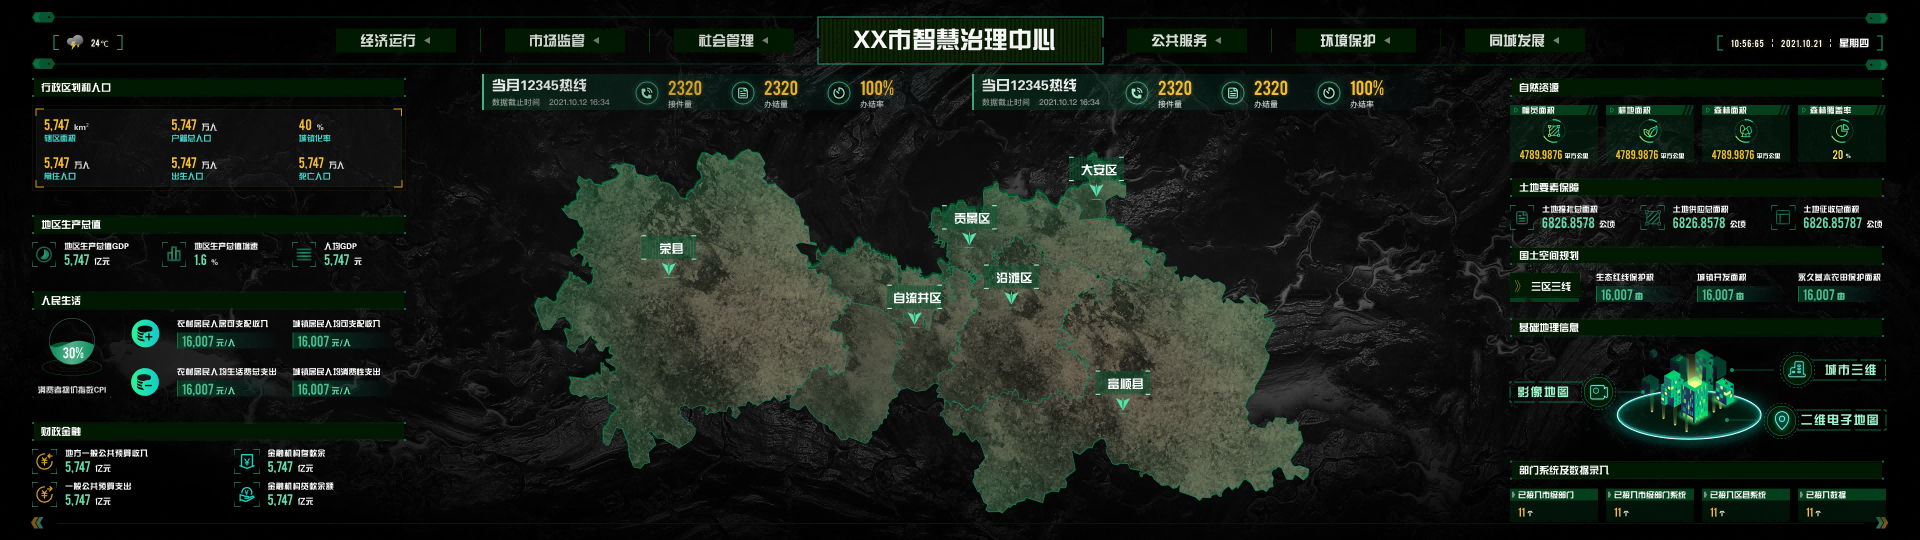 24℃
经济运行
市场监管
社会管理
XX市智慧治理中心
公共服务
环境保护
同城发展
10:56:65 2021.10.21 星期四
当月12345热线
数据截止时间 2021.10.12 16:34
2320
接件量
2320
办结量
100%
办结率
当日12345热线
数据截止时间 2021.10.12 16:34
2320
接件量
2320
办结量
100%
办结率
行政区划和人口
5,747 km²
辖区面积
5,747 万人
户籍总人口
40 %
城镇化率
5,747 万人
常住人口
5,747 万人
出生人口
5,747 万人
死亡人口
地区生产总值
地区生产总值GDP
5,747 亿元
地区生产总值增速
1.6 %
人均GDP
5,747 元
人民生活
30%
消费者物价指数CPI
农村居民人居可支配收入
16,007 元/人
城镇居民人均可支配收入
16,007 元/人
农村居民人均生活费总支出
16,007 元/人
城镇居民人均消费性支出
16,007 元/人
财政金融
地方一般公共预算收入
5,747 亿元
金融机构存款余
5,747 亿元
一般公共预算支出
5,747 亿元
金融机构贷款余额
5,747 亿元
荣县
自流井区
贡景区
大安区
沿滩区
富顺县
自然资源
幅员面积
4789.9876 平方公里
耕地面积
4789.9876 平方公里
森林面积
4789.9876 平方公里
森林覆盖率
20 %
土地要素保障
土地报批总面积
6826.8578 公顷
土地供应总面积
6826.8578 公顷
土地征收总面积
6826.85787 公顷
国土空间规划
三区三线
生态红线保护积
16,007 亩
城镇开发面积
16,007 亩
永久基本农田保护面积
16,007 亩
基础地理信息
影像地图
城市三维
二维电子地图
部门系统及数据录入
已接入市级部门
11 个
已接入市级部门系统
11 个
已接入区县系统
11 个
已接入数据
11 个